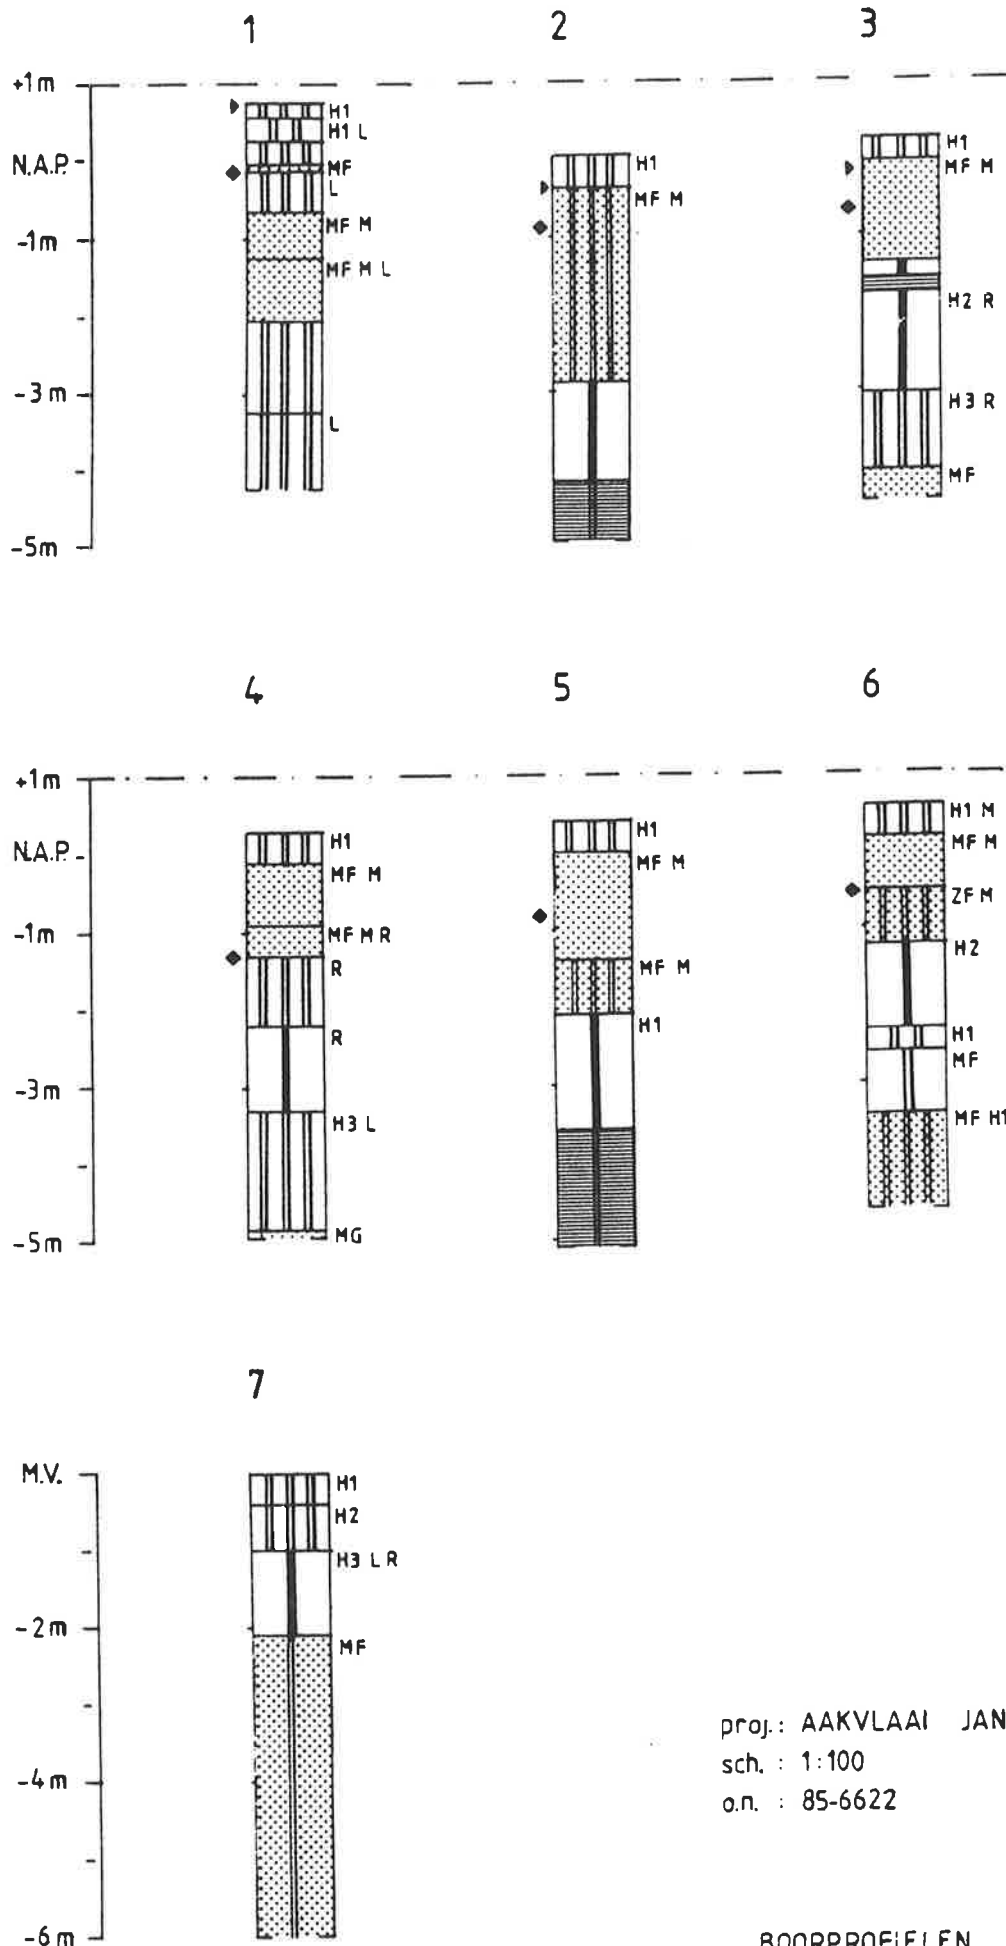 1 2 3
+1m
H1
H1 L
N.A.P.
MF
L
MF M
-1m
MF M L
-3m
L
-5m
H1
MF M
H1
MF M
H2 R
H3 R
MF
4 5 6
+1m
N.A.P.
H1
MF M
-1m
MF M R
R
R
-3m
H3 L
-5m
MG
H1
MF M
MF M
H1
H1 M
MF M
ZF M
H2
H1
MF
MF H1
7
M.V.
H1
H2
H3 L R
-2m
MF
-4m
-6m
proj.: AAKVLAAI JAN
sch. : 1:100
o.n. : 85-6622
BOORPROFIELEN